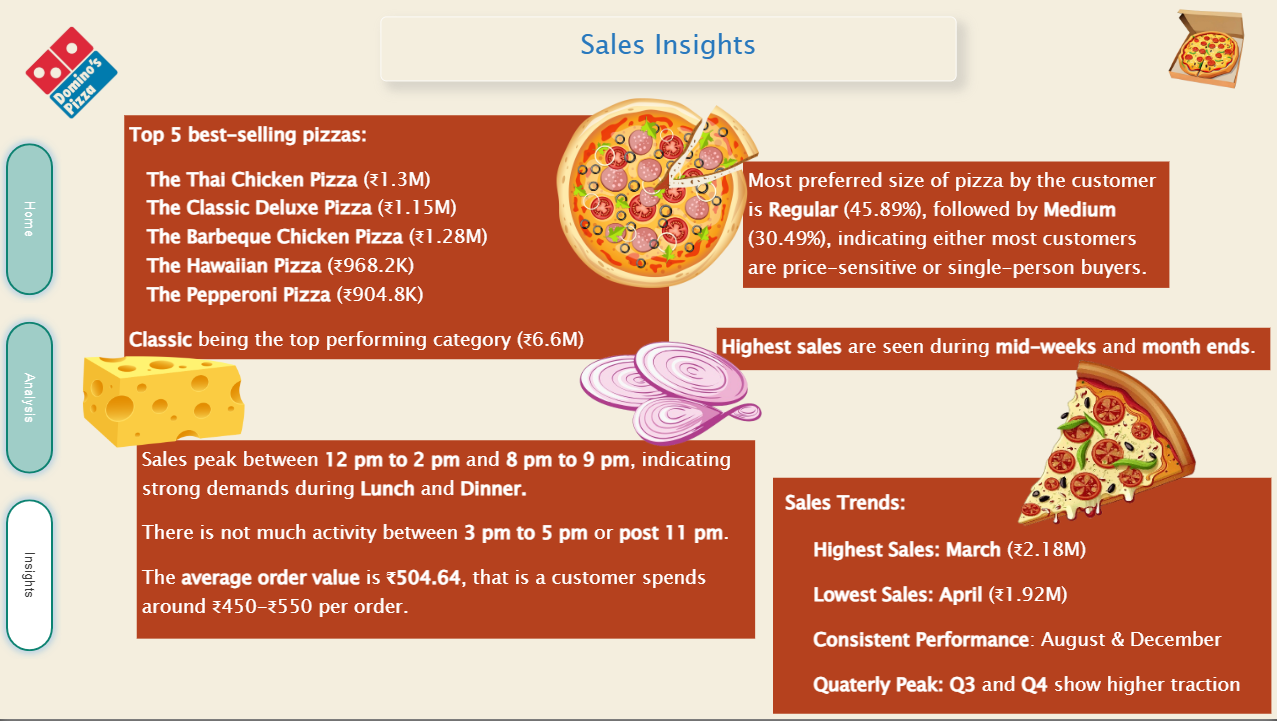 Sales Insights
Domino's
Pizza
Home
Analysis
Insights
Top 5 best-selling pizzas:
The Thai Chicken Pizza (₹1.3M)
The Classic Deluxe Pizza (₹1.15M)
The Barbeque Chicken Pizza (₹1.28M)
The Hawaiian Pizza (₹968.2K)
The Pepperoni Pizza (₹904.8K)
Classic being the top performing category (₹6.6M)
Most preferred size of pizza by the customer
is Regular (45.89%), followed by Medium
(30.49%), indicating either most customers
are price-sensitive or single-person buyers.
Highest sales are seen during mid-weeks and month ends.
Sales peak between 12 pm to 2 pm and 8 pm to 9 pm, indicating
strong demands during Lunch and Dinner.
There is not much activity between 3 pm to 5 pm or post 11 pm.
The average order value is ₹504.64, that is a customer spends
around ₹450-₹550 per order.
Sales Trends:
Highest Sales: March (₹2.18M)
Lowest Sales: April (₹1.92M)
Consistent Performance: August & December
Quaterly Peak: Q3 and Q4 show higher traction